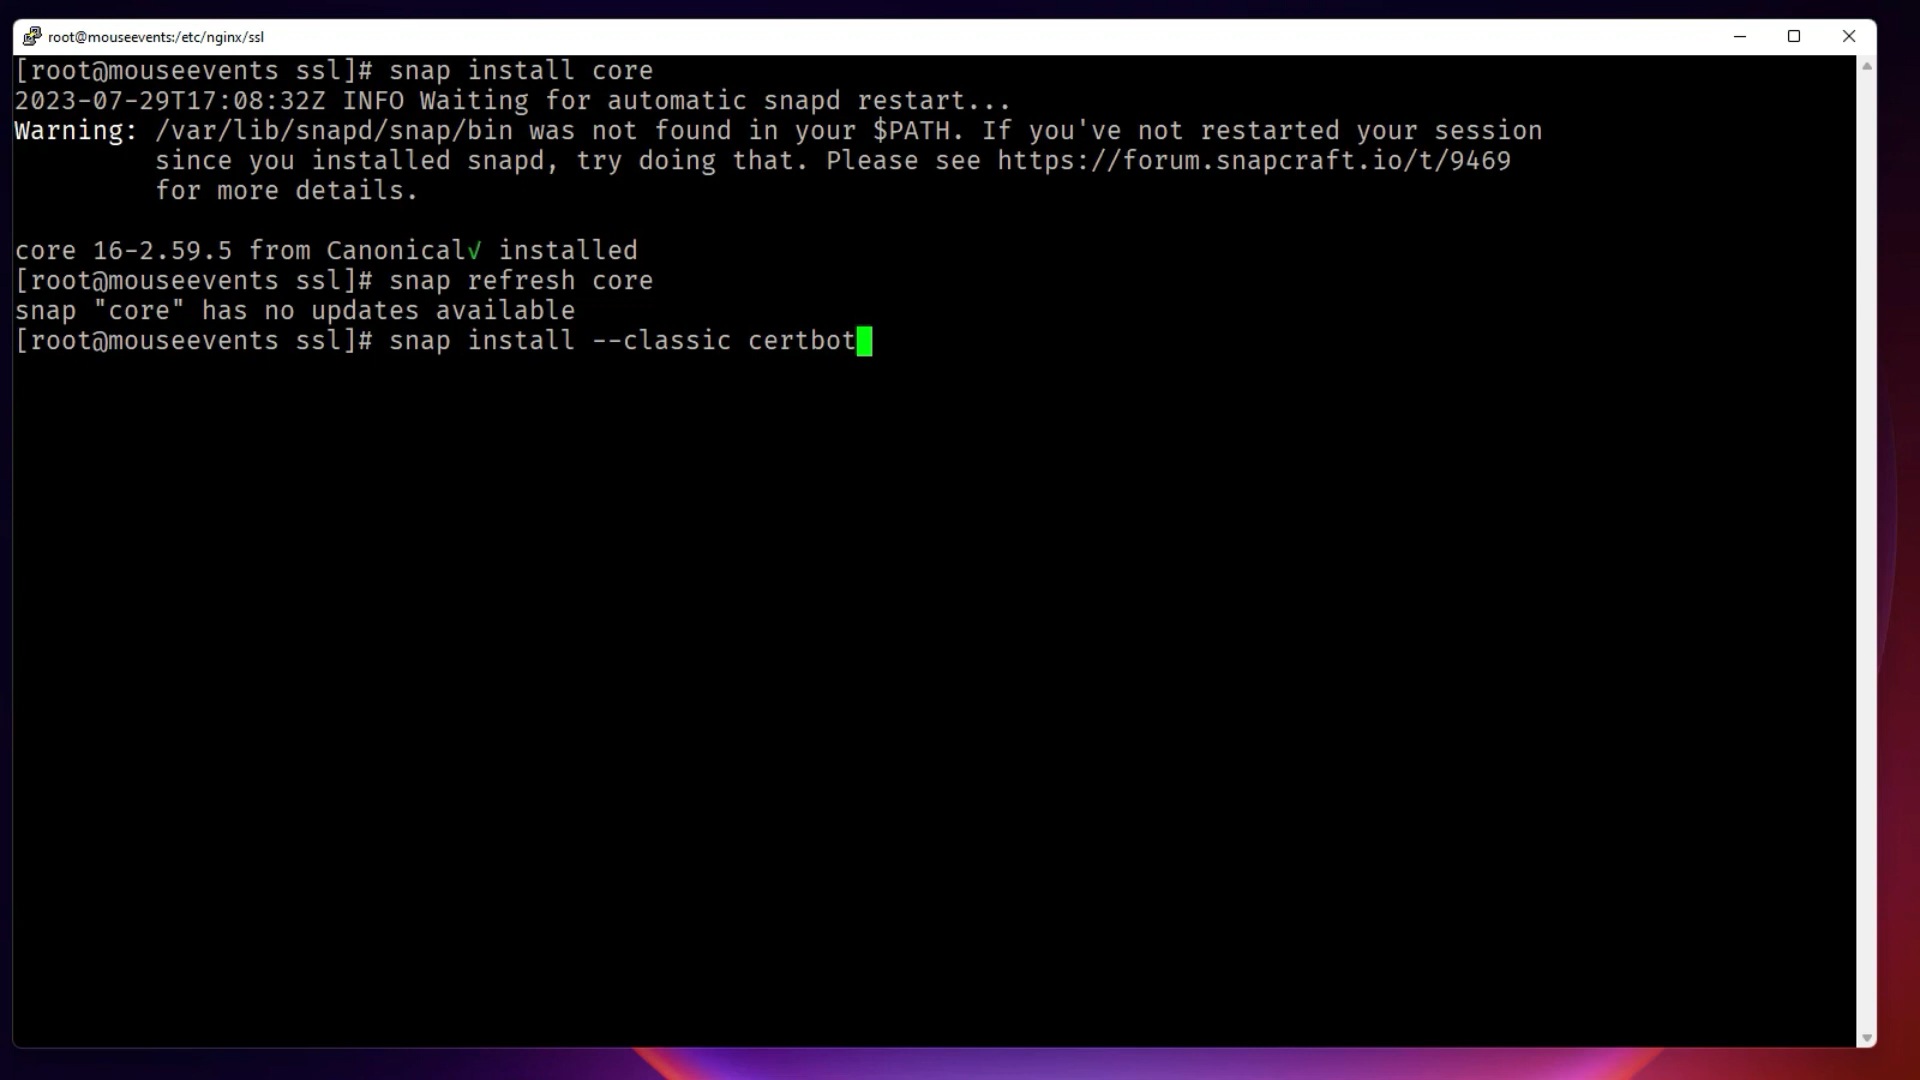 root@mouseevents:/etc/nginx/ssl
[root@mouseevents ssl]# snap install core
2023-07-29T17:08:32Z INFO Waiting for automatic snapd restart...
Warning: /var/lib/snapd/snap/bin was not found in your $PATH. If you've not restarted your session
since you installed snapd, try doing that. Please see https://forum.snapcraft.io/t/9469
for more details.
core 16-2.59.5 from Canonical√ installed
[root@mouseevents ssl]# snap refresh core
snap "core" has no updates available
[root@mouseevents ssl]# snap install --classic certbot